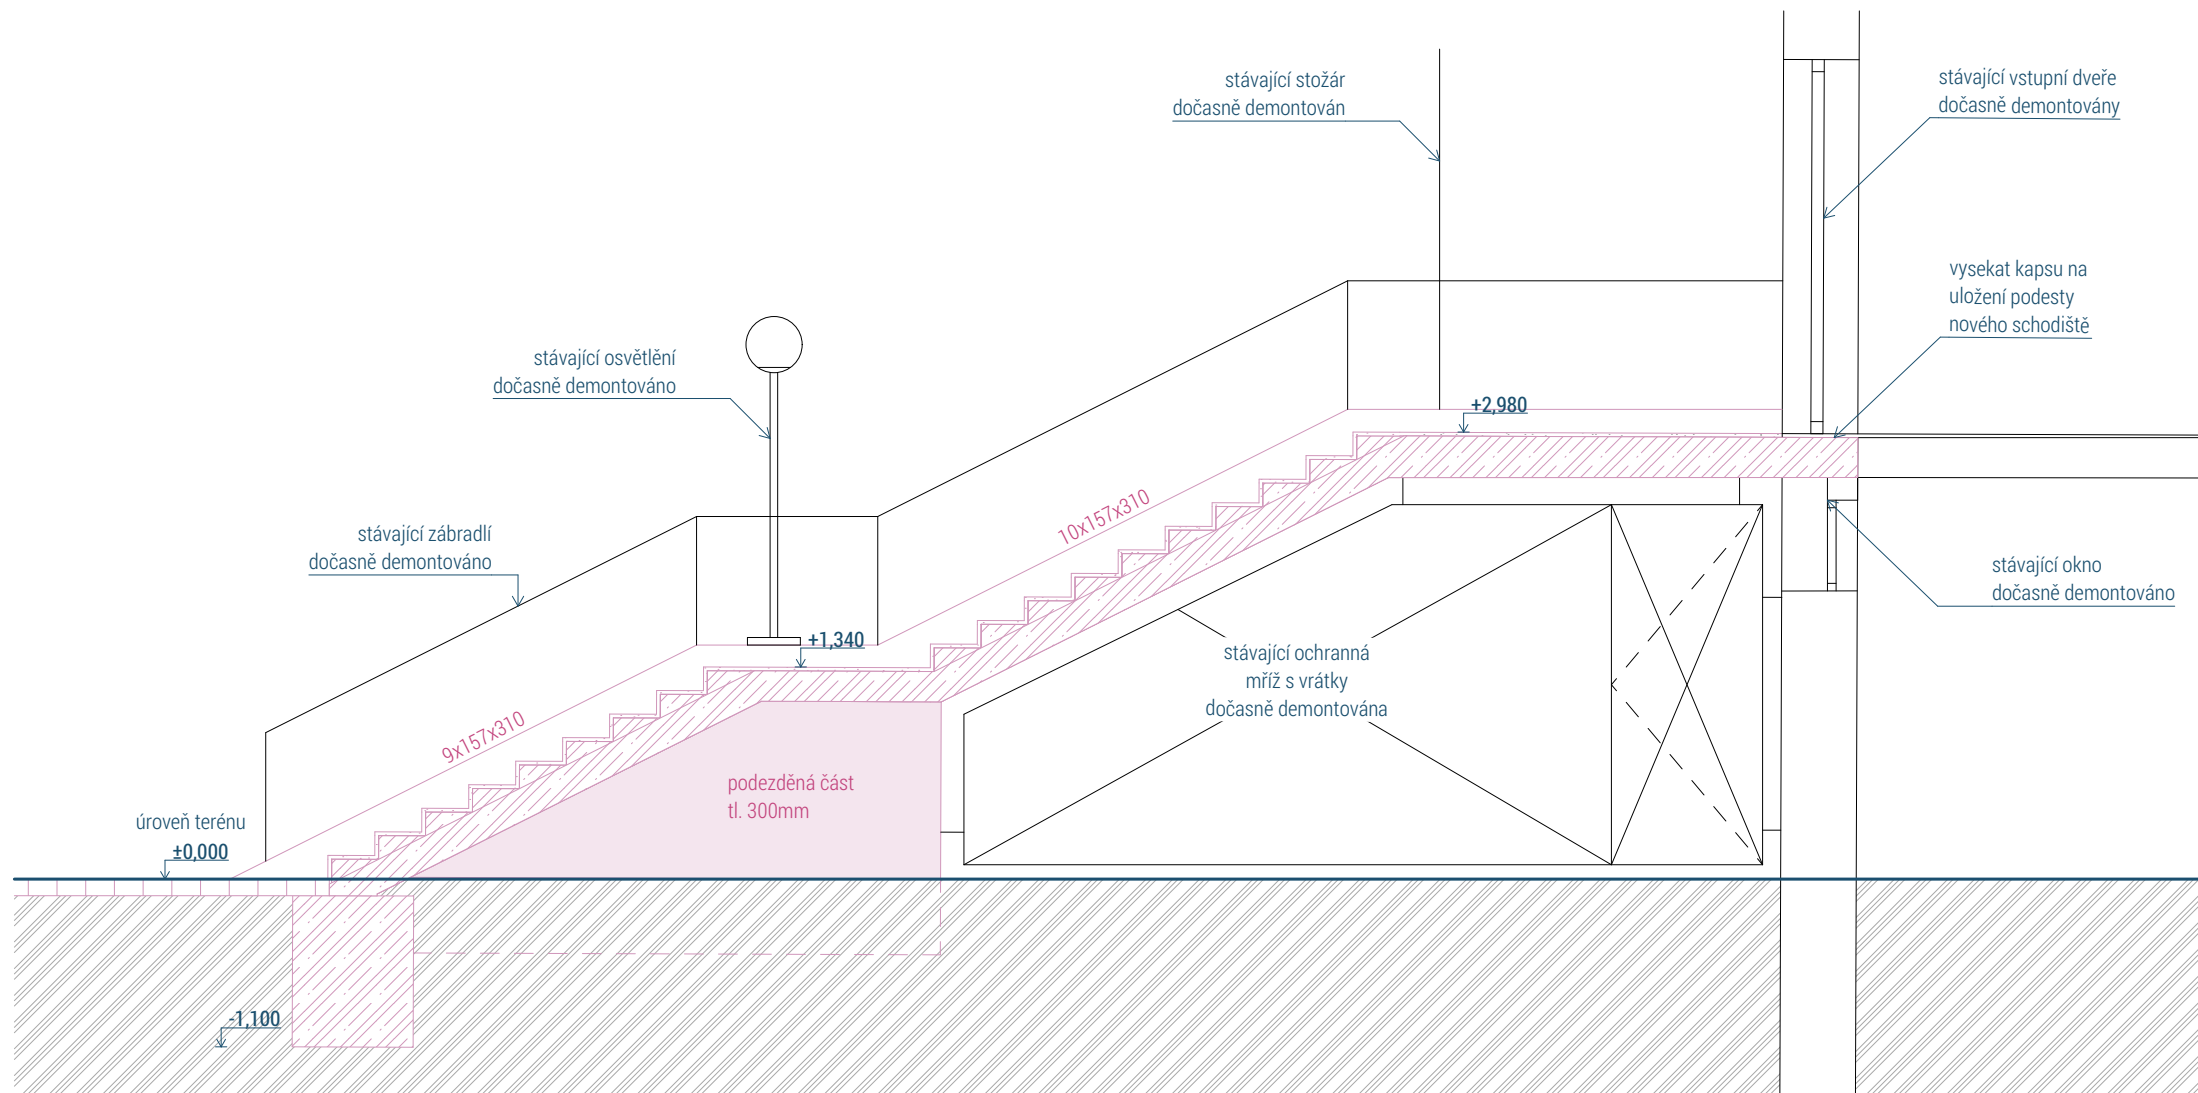 stávající stožár
dočasně demontován
stávající vstupní dveře
dočasně demontovány
vysekat kapsu na
uložení podesty
nového schodiště
stávající osvětlení
dočasně demontováno
+2,980
10x157x310
stávající zábradlí
dočasně demontováno
stávající okno
dočasně demontováno
+1,340
stávající ochranná
mříž s vrátky
dočasně demontována
9x157x310
podezděná část
tl. 300mm
úroveň terénu
±0,000
-1,100